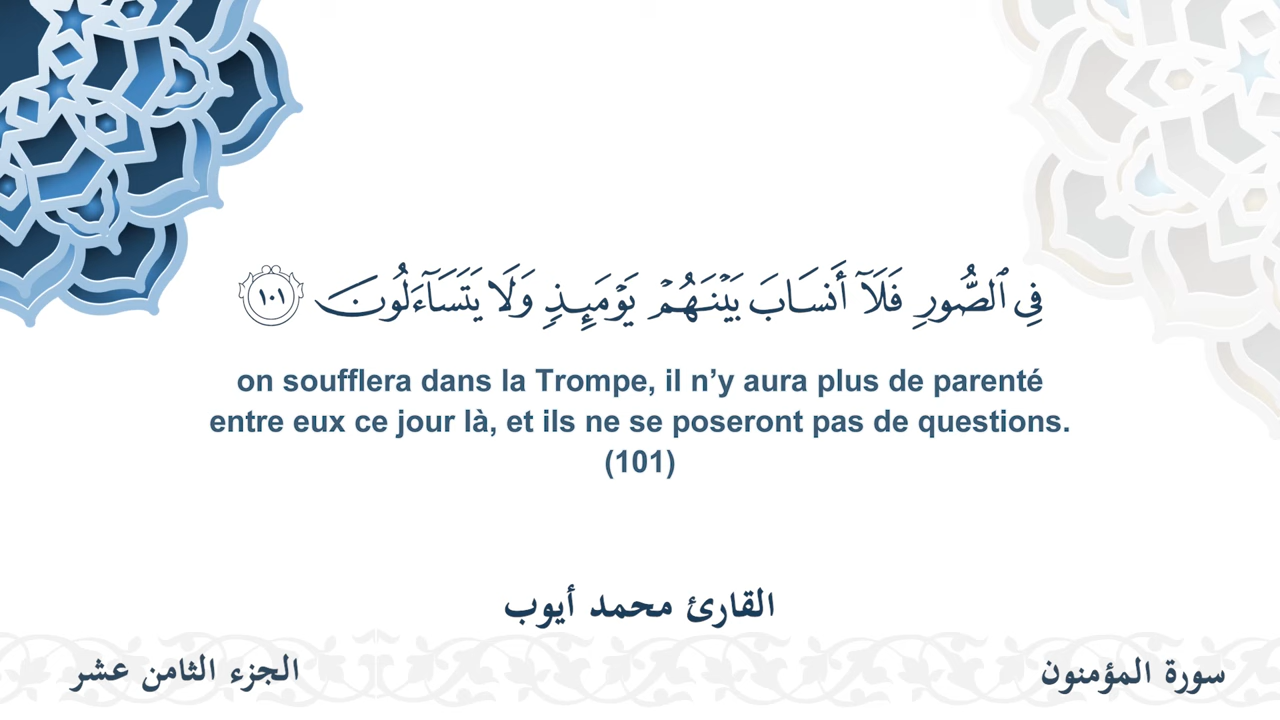 فِي ٱلصُّورِ فَلَآ أَنسَابَ بَيۡنَهُمۡ يَوۡمَئِذٖ وَلَا يَتَسَآءَلُونَ ١٠١
on soufflera dans la Trompe, il n’y aura plus de parenté
entre eux ce jour là, et ils ne se poseront pas de questions.
(101)
القارئ محمد أيوب
سورة المؤمنون
الجزء الثامن عشر